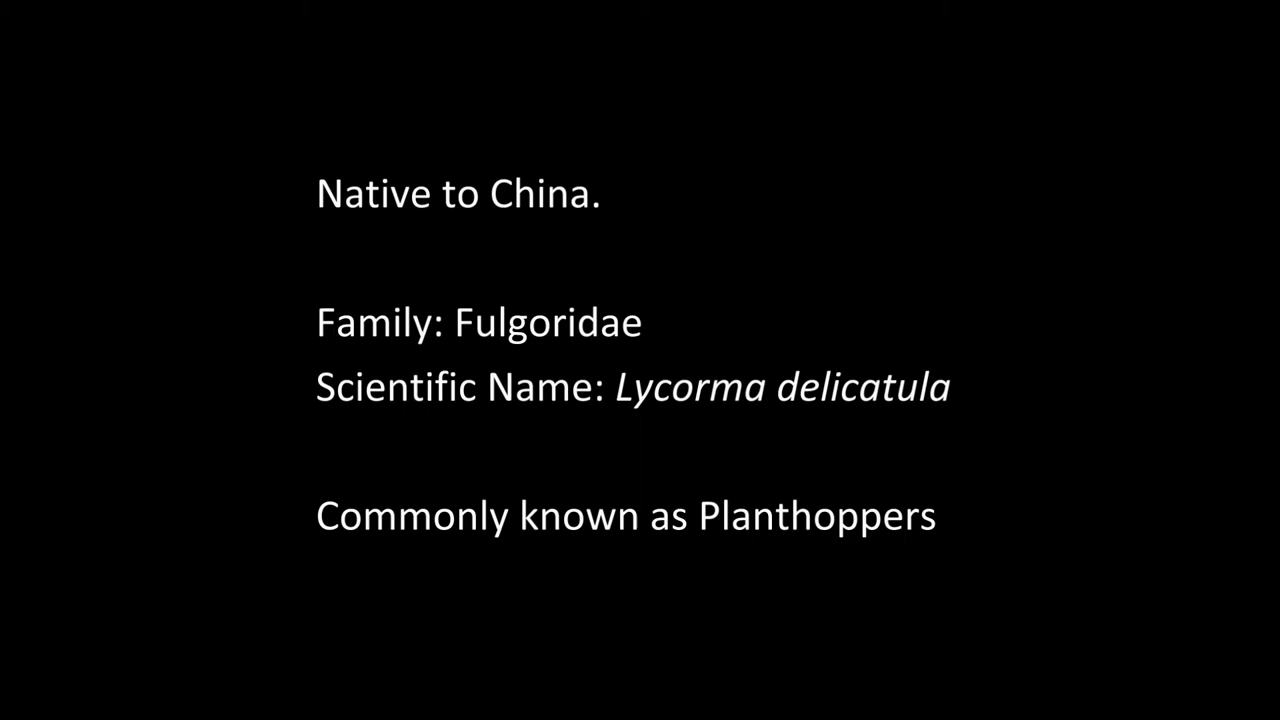 Native to China.
Family: Fulgoridae
Scientific Name: Lycorma delicatula
Commonly known as Planthoppers